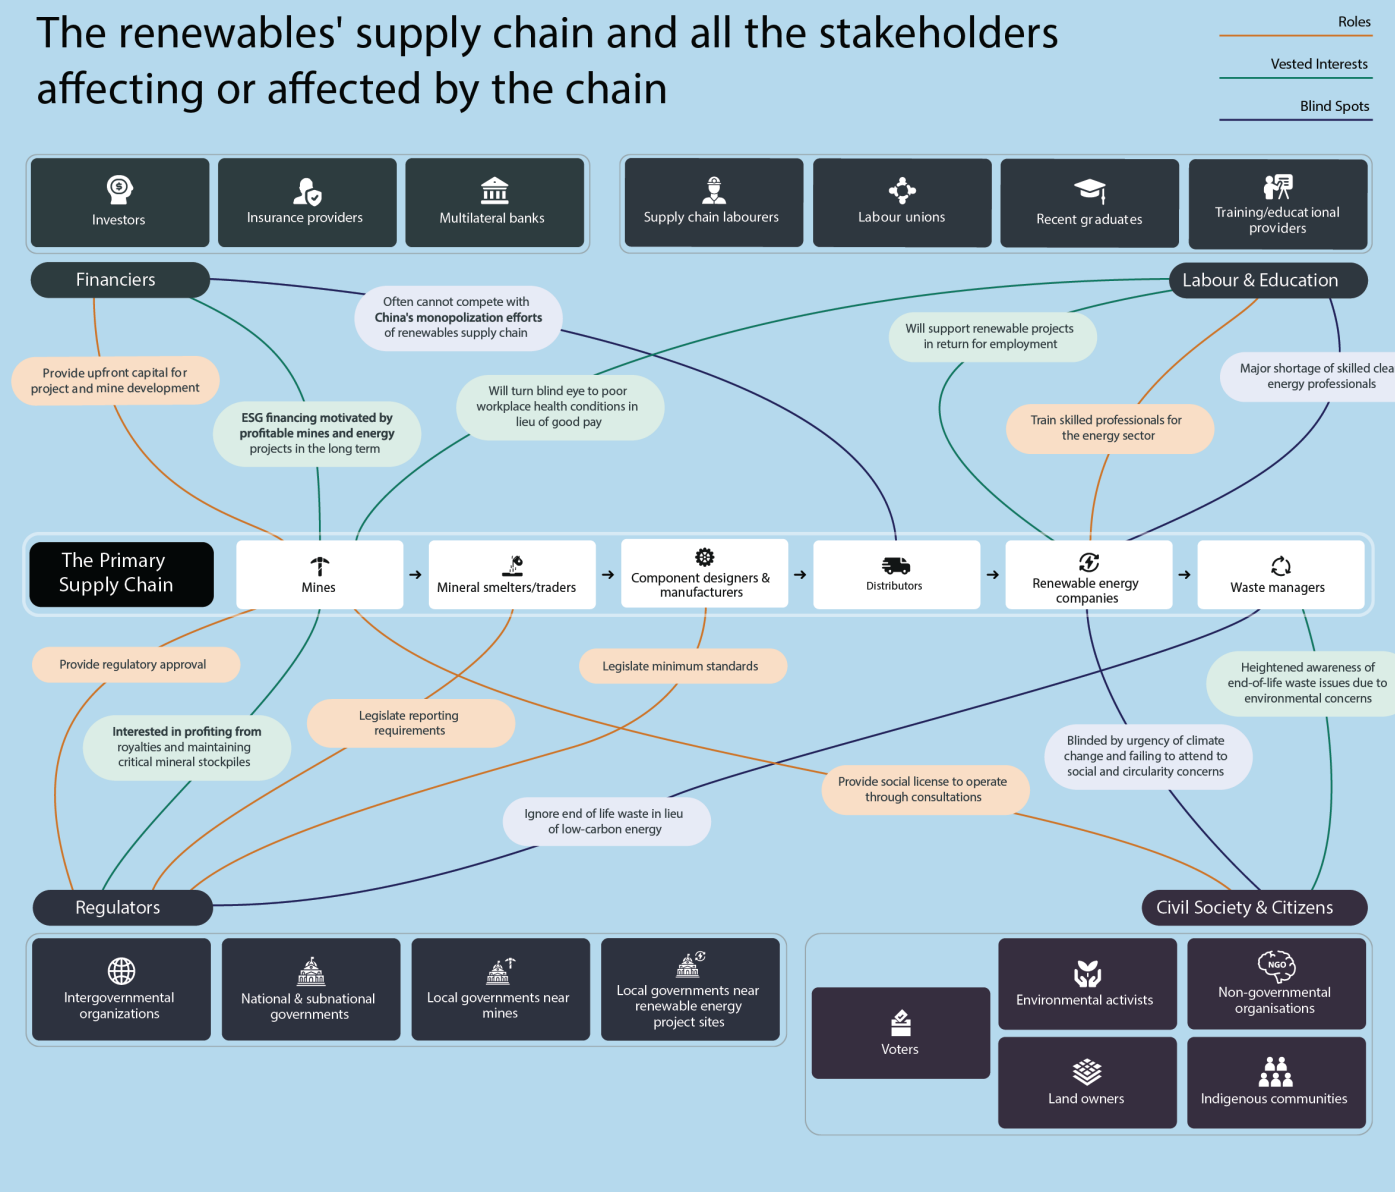 The renewables' supply chain and all the stakeholders
affecting or affected by the chain
Roles
Vested Interests
Blind Spots
Investors
Insurance providers
Multilateral banks
Supply chain labourers
Labour unions
Recent graduates
Training/educational
providers
Financiers
Labour & Education
Often cannot compete with
China's monopolization efforts
of renewables supply chain
Will support renewable projects
in return for employment
Provide upfront capital for
project and mine development
Major shortage of skilled clea
energy professionals
Will turn blind eye to poor
workplace health conditions in
lieu of good pay
ESG financing motivated by
profitable mines and energy
projects in the long term
Train skilled professionals for
the energy sector
The Primary
Supply Chain
Mines
Mineral smelters/traders
Component designers &
manufacturers
Distributors
Renewable energy
companies
Waste managers
Provide regulatory approval
Legislate minimum standards
Heightened awareness of
end-of-life waste issues due to
environmental concerns
Legislate reporting
requirements
Interested in profiting from
royalties and maintaining
critical mineral stockpiles
Blinded by urgency of climate
change and failing to attend to
social and circularity concerns
Provide social license to operate
through consultations
Ignore end of life waste in lieu
of low-carbon energy
Regulators
Civil Society & Citizens
Intergovernmental
organizations
National & subnational
governments
Local governments near
mines
Local governments near
renewable energy
project sites
Voters
Environmental activists
NGO
Non-governmental
organisations
Land owners
Indigenous communities